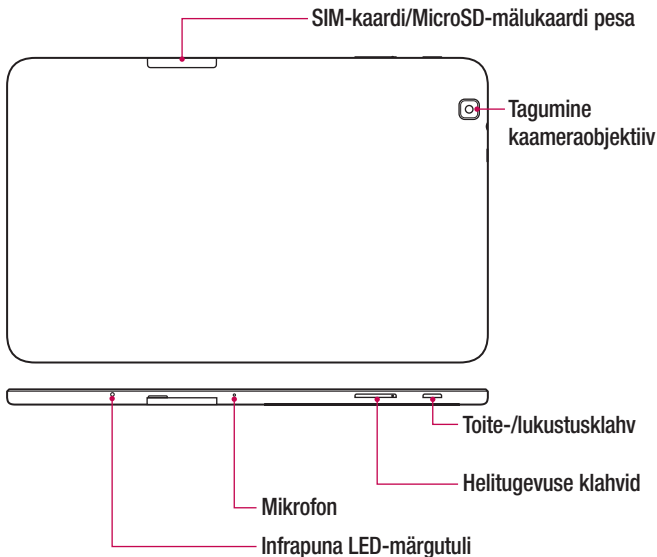 SIM-kaardi/MicroSD-mälukaardi pesa
Tagumine
kaameraobjektiiv
Toite-/lukustusklahv
Helitugevuse klahvid
Mikrofon
Infrapuna LED-märgutuli